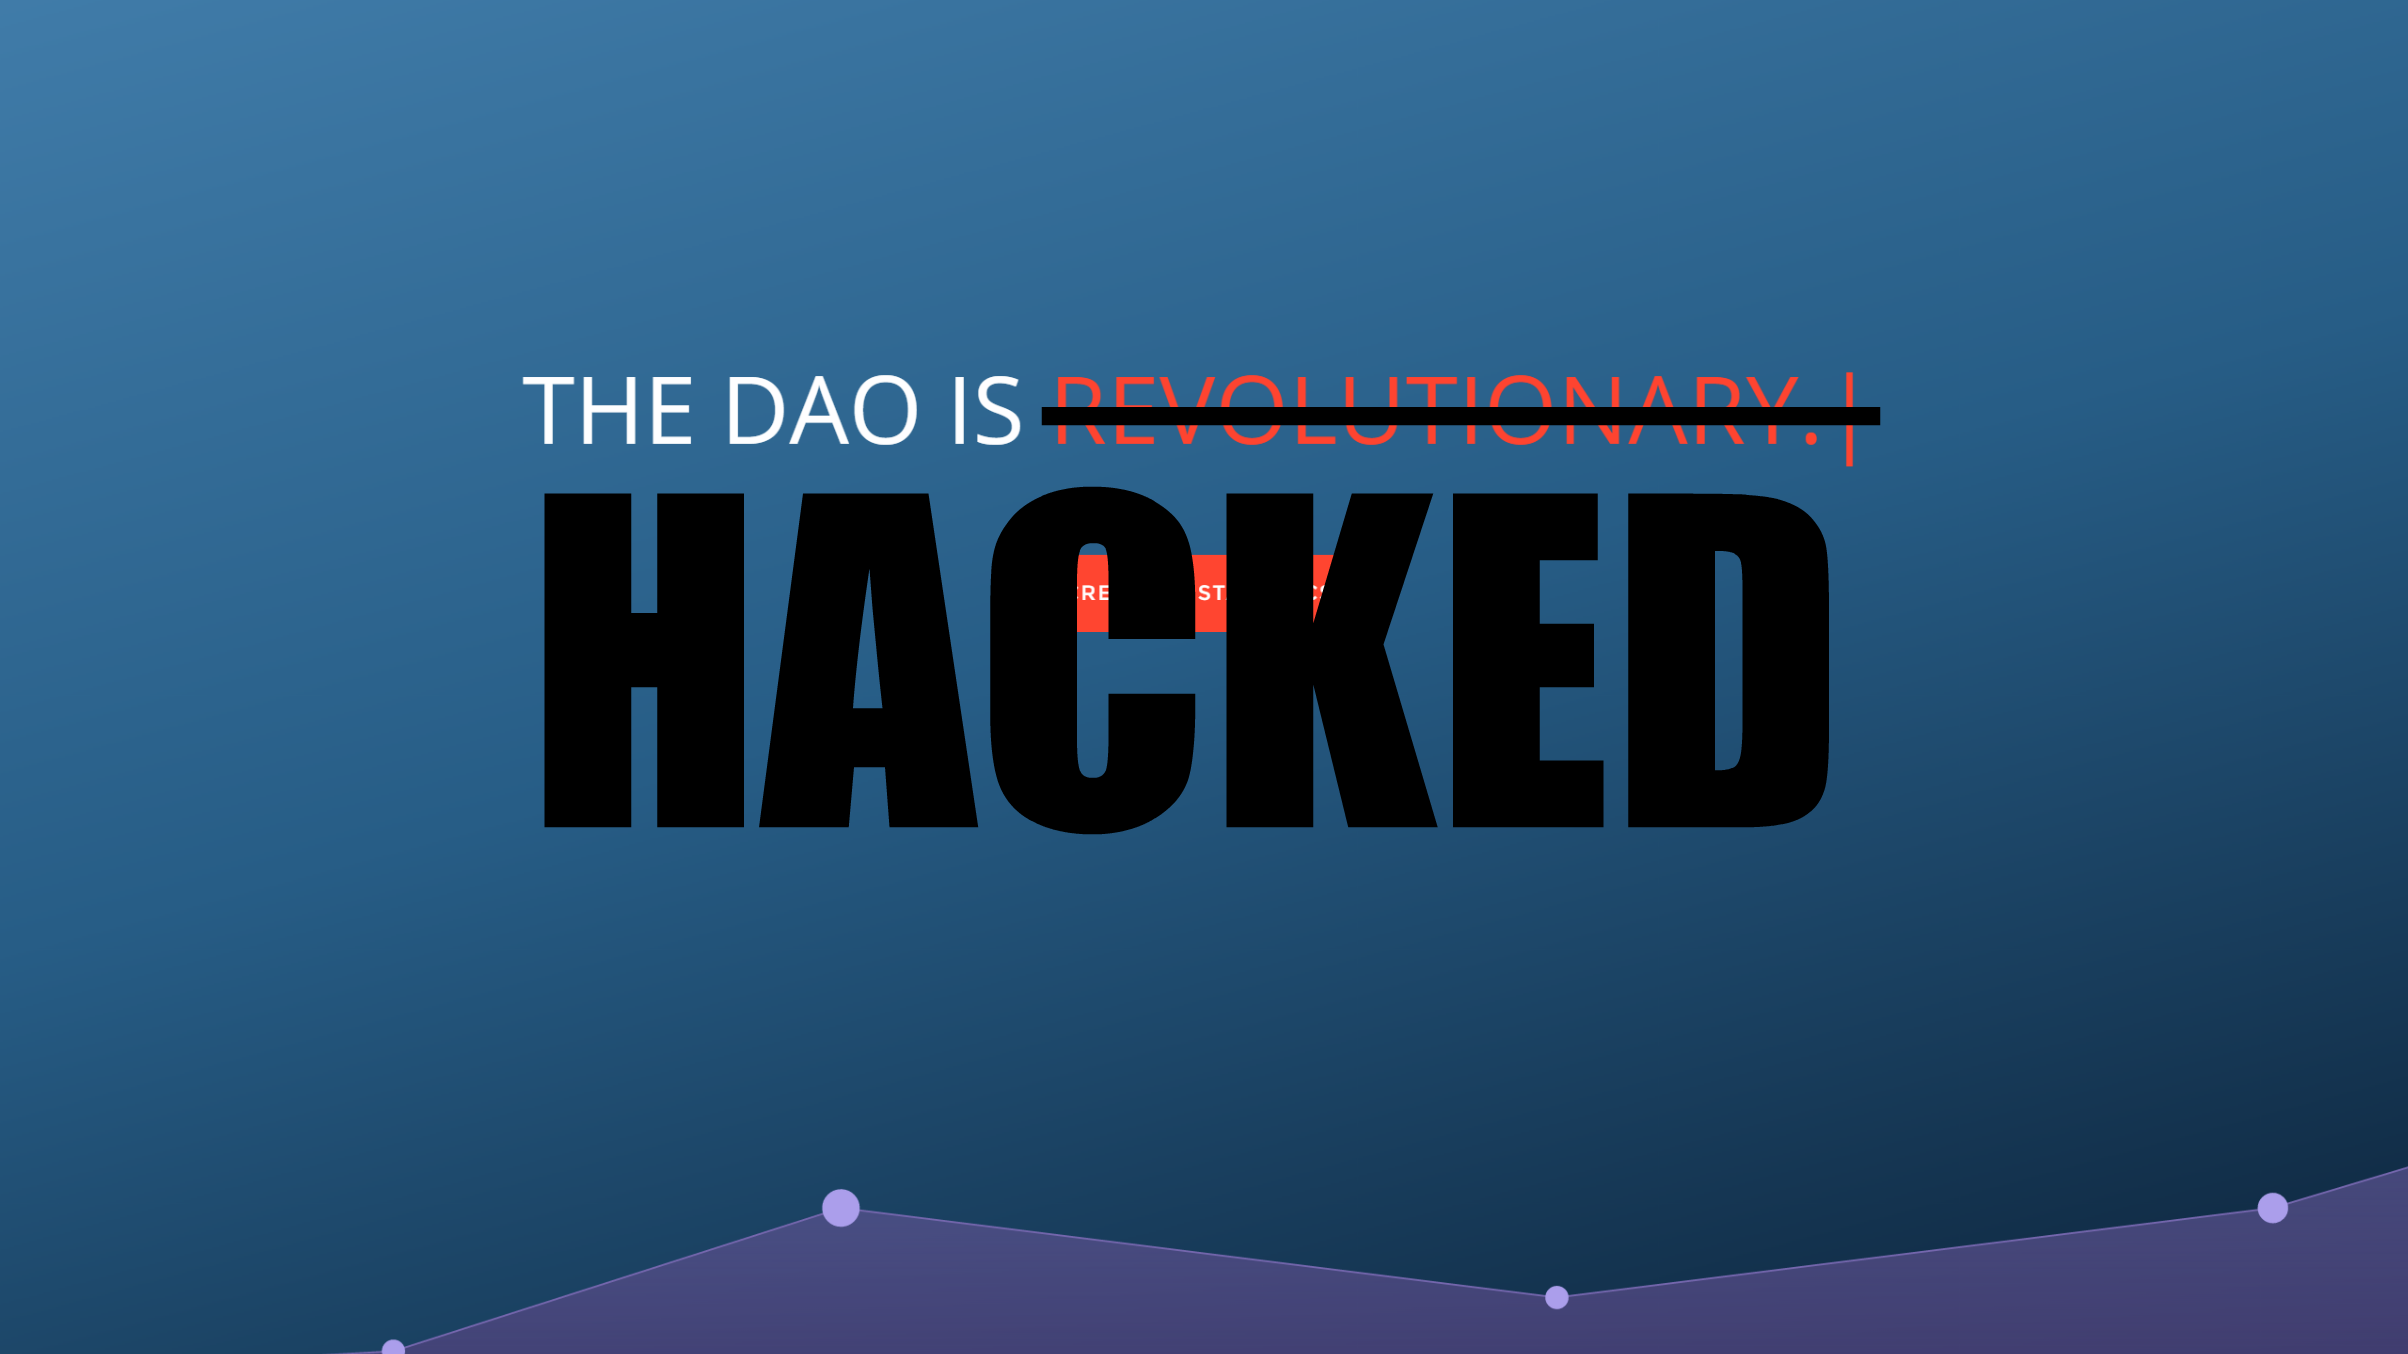 THE DAO IS REVOLUTIONARY.|
HACKED